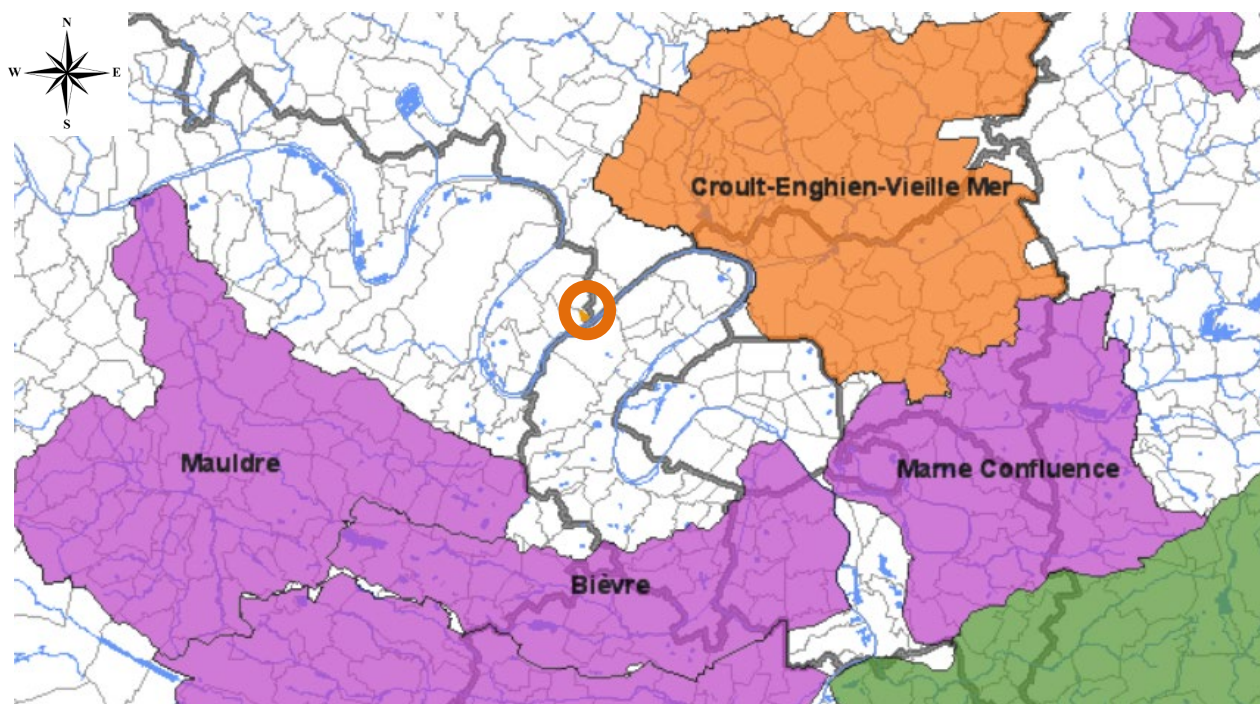 N
W E
S
Croult-Enghien-Vieille Mer
Mauldre
Marne Confluence
Bièvre